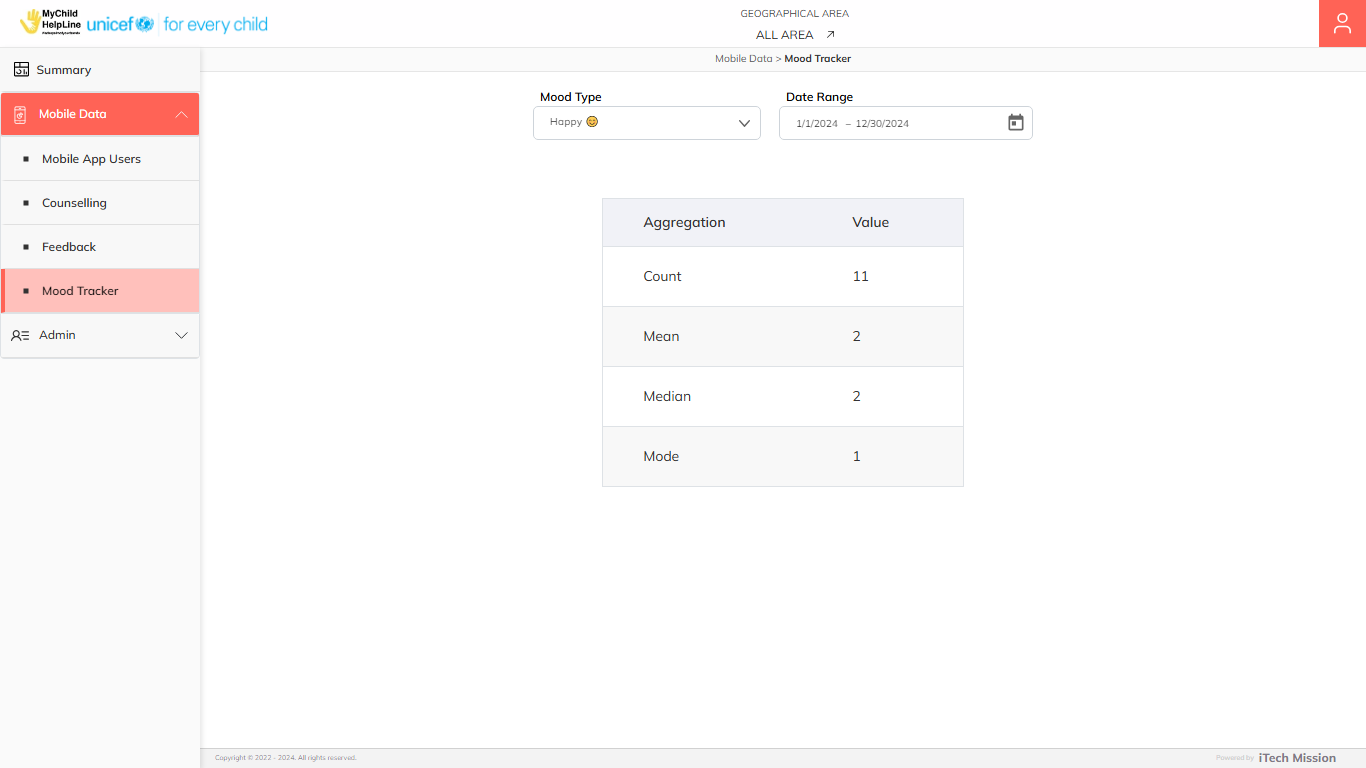 MyChild
HelpLine
unicef for every child
GEOGRAPHICAL AREA
ALL AREA
Mobile Data > Mood Tracker
Summary
Mobile Data
Mobile App Users
Counselling
Feedback
Mood Tracker
Admin
Mood Type
Happy 😊
Date Range
1/1/2024 – 12/30/2024
Aggregation Value
Count 11
Mean 2
Median 2
Mode 1
Copyright © 2022 - 2024. All rights reserved.
Powered by iTech Mission